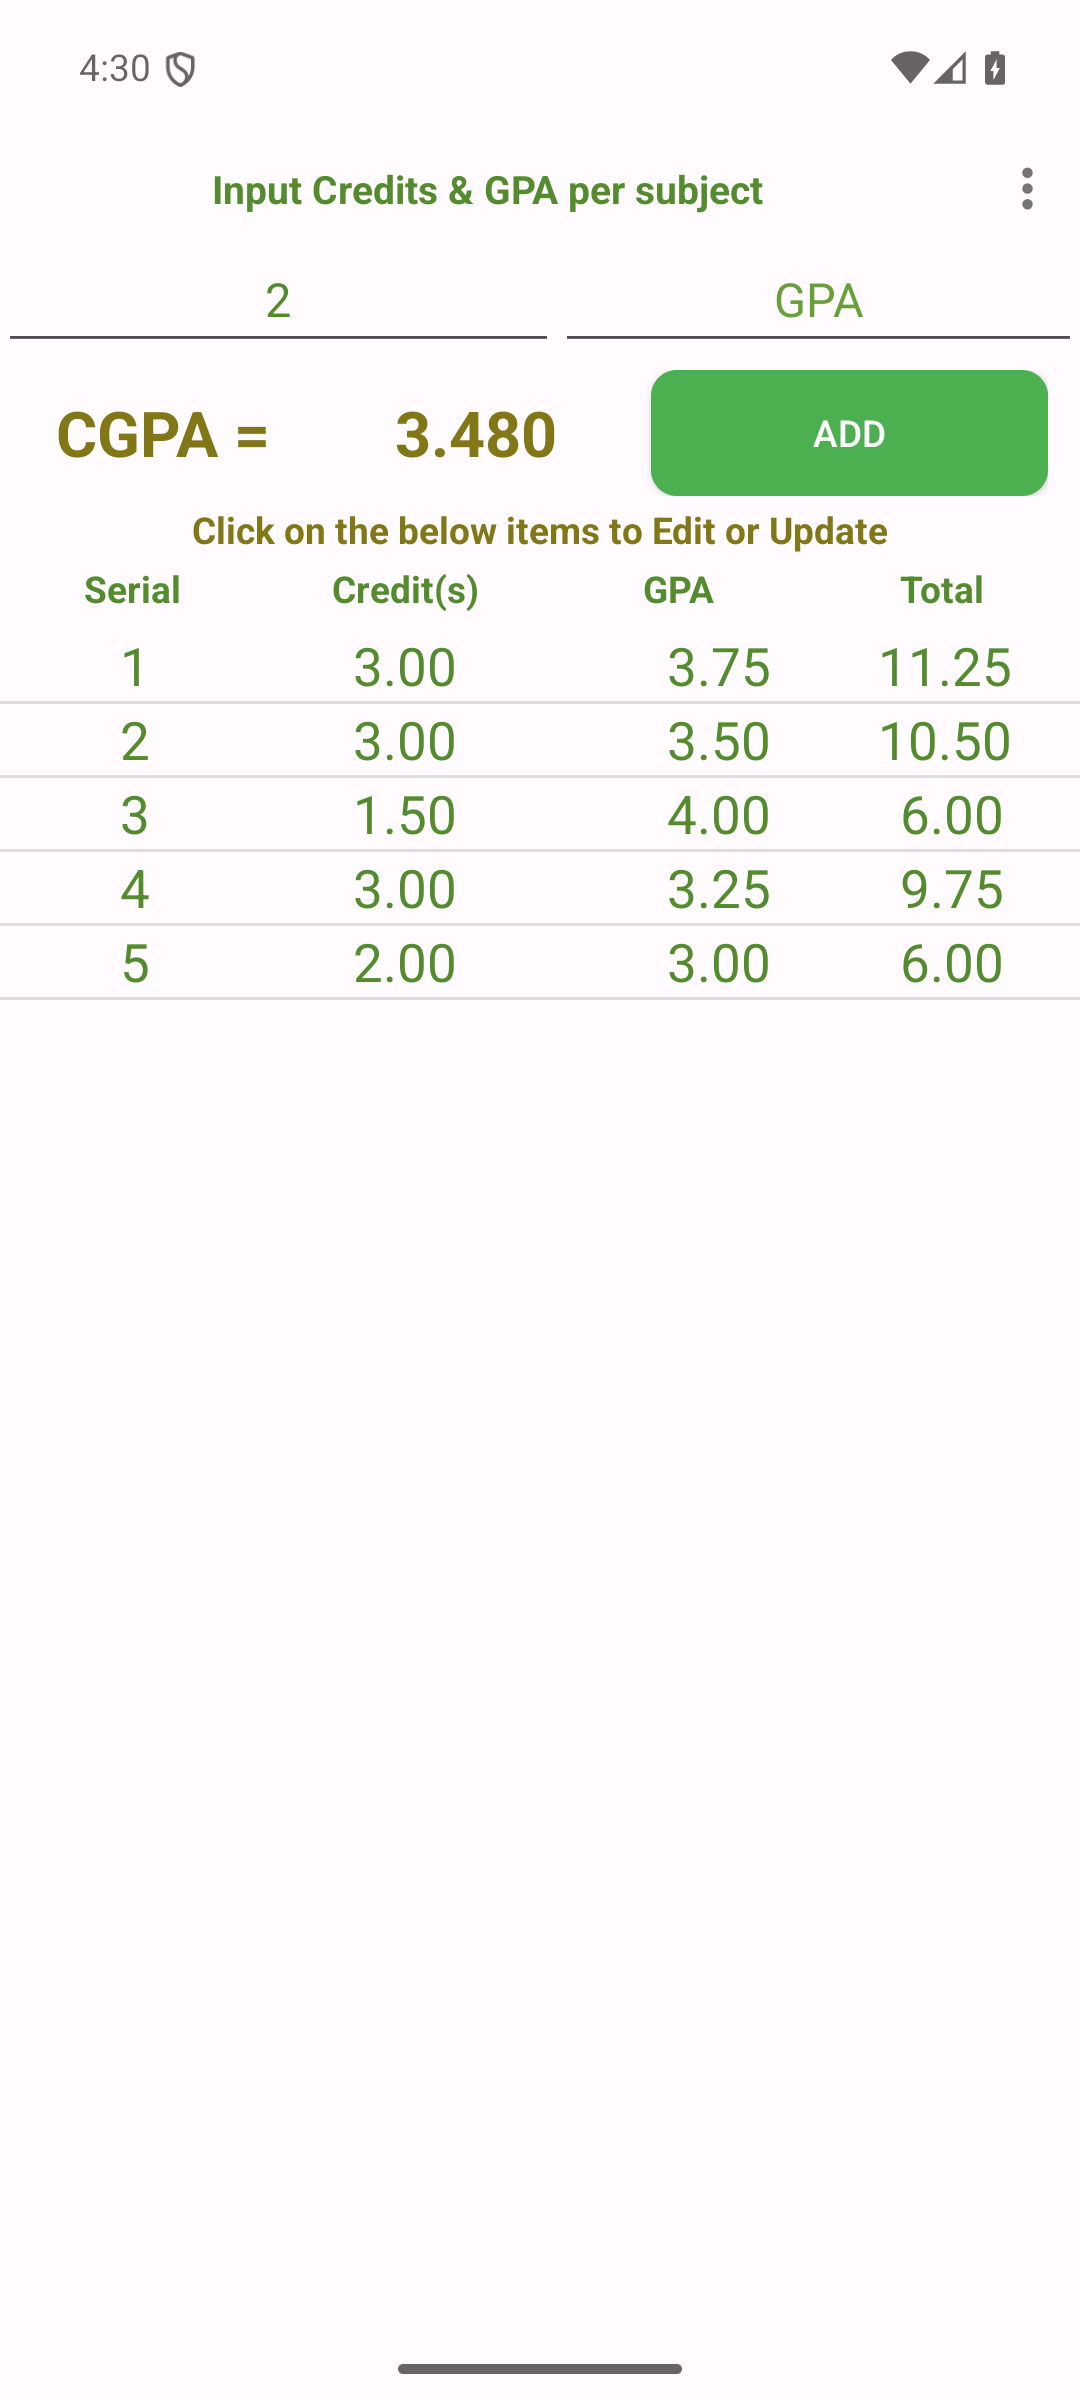 4:30
Input Credits & GPA per subject
2 GPA
CGPA = 3.480 ADD
Click on the below items to Edit or Update
Serial Credit(s) GPA Total
1 3.00 3.75 11.25
2 3.00 3.50 10.50
3 1.50 4.00 6.00
4 3.00 3.25 9.75
5 2.00 3.00 6.00